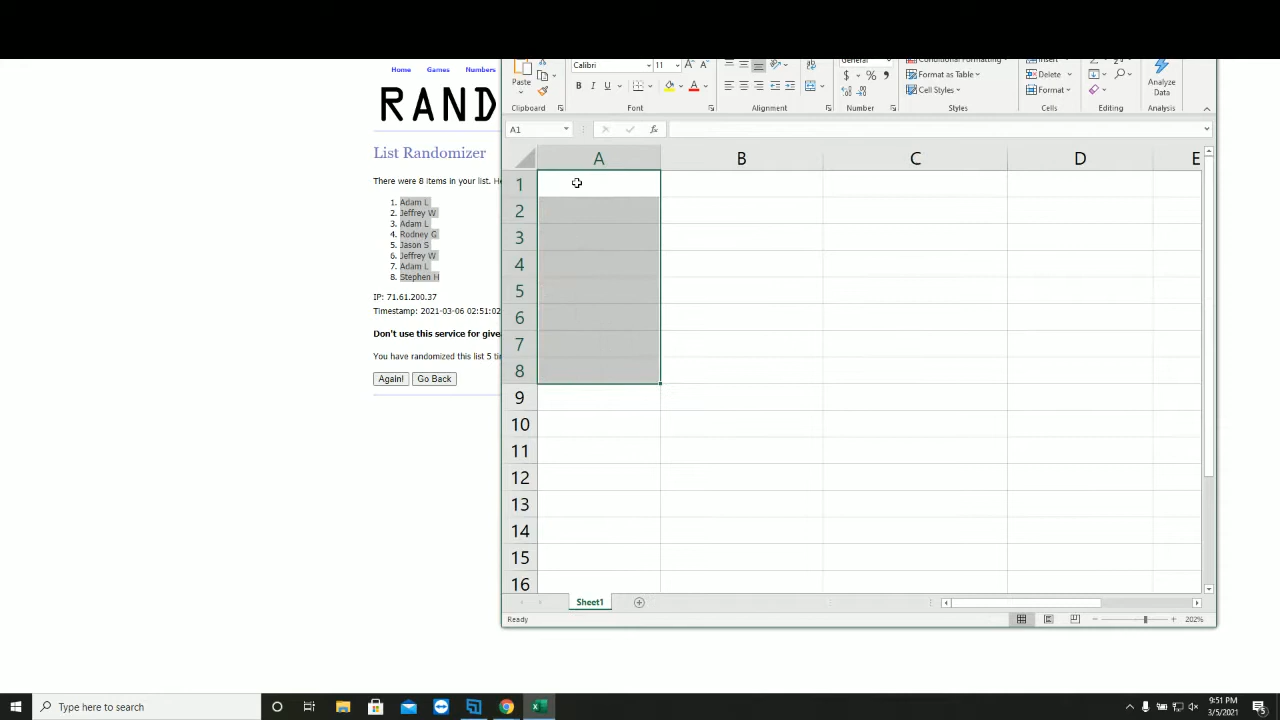 Home Games Numbers
RAND
List Randomizer
There were 8 items in your list. He
1. Adam L
2. Jeffrey W
3. Adam L
4. Rodney G
5. Jason S
6. Jeffrey W
7. Adam L
8. Stephen H
IP: 71.61.200.37
Timestamp: 2021-03-06 02:51:02
Don't use this service for give
You have randomized this list 5 ti
Again! Go Back
Calibri 11 General Conditional Formatting Insert
Paste B I U $ % , Format as Table Delete Analyze
Cell Styles Format Data
Clipboard Font Alignment Number Styles Cells Editing Analysis
A1 fx
A B C D E
1
2
3
4
5
6
7
8
9
10
11
12
13
14
15
16
Sheet1
Ready 202%
Type here to search
9:51 PM
3/5/2021
5